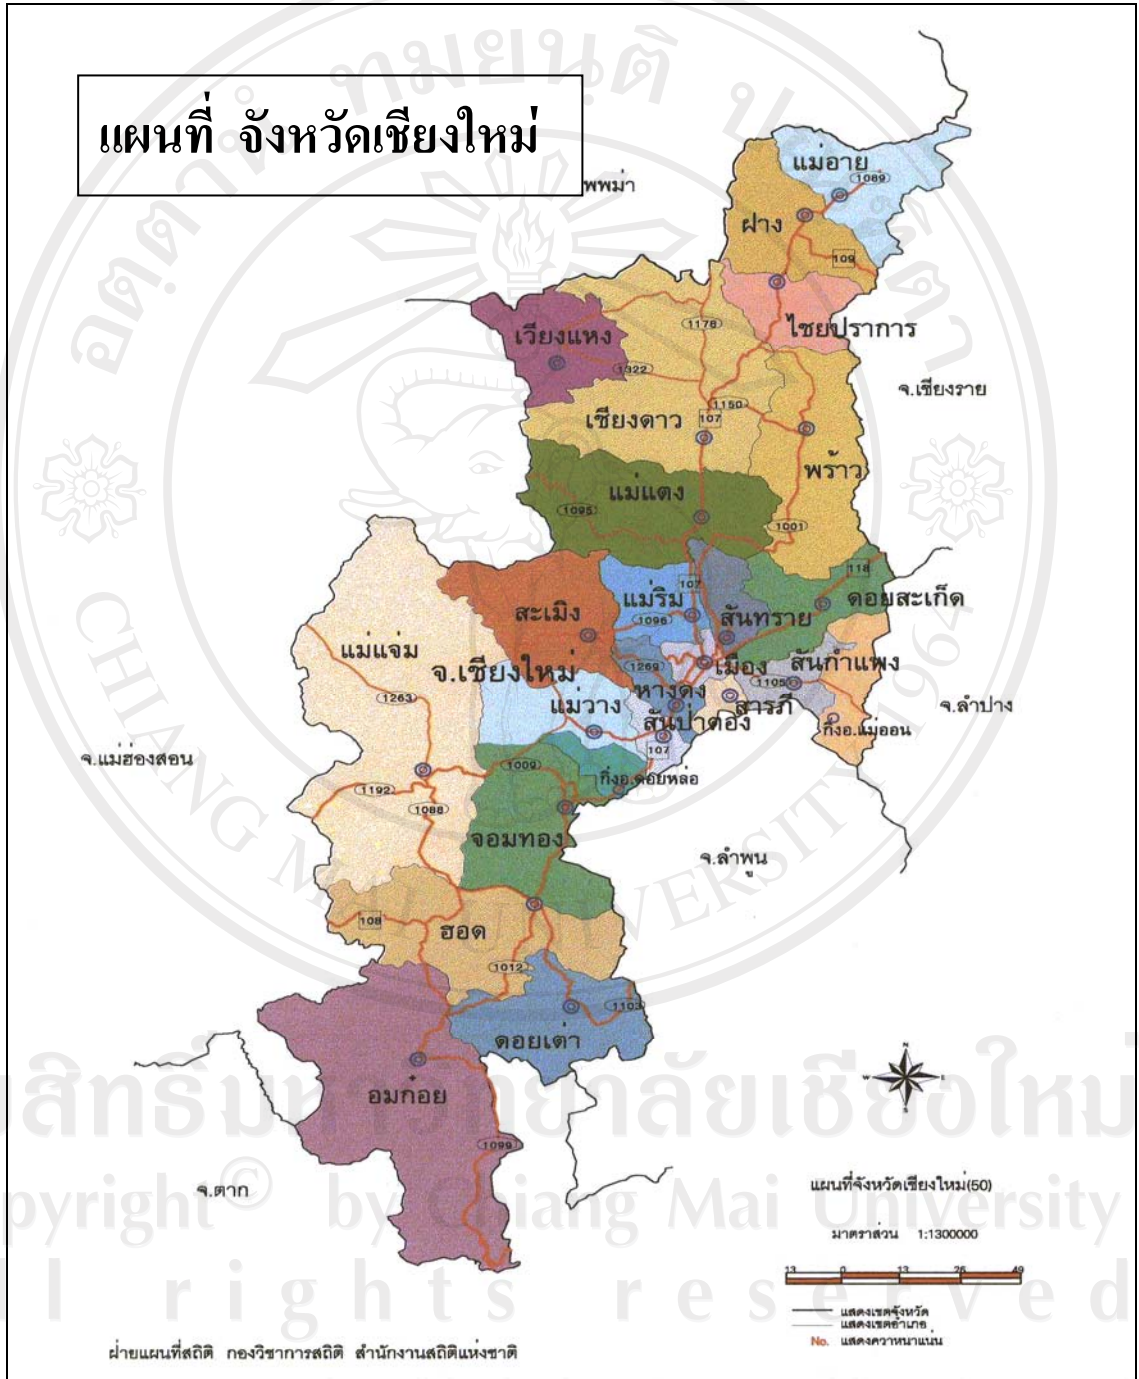 แผนที่ จังหวัดเชียงใหม่
พพม่า
แม่อาย
1089
ฝาง
109
ไชยปราการ
เวียงแหง
1178
1322
จ.เชียงราย
1150
เชียงดาว
107
พร้าว
แม่แตง
1095
1001
118
107
สะเมิง
แม่ริม
ดอยสะเก็ด
1096
สันทราย
แม่แจ่ม
เมือง
สันกำแพง
จ.เชียงใหม่
1269
1105
1263
หางดง
แม่วาง
สารภี
จ.ลำปาง
สันป่าตอง
กิ่งอ.แม่ออน
107
จ.แม่ฮ่องสอน
1009
กิ่งอ.ดอยหล่อ
1192
1088
จอมทอง
จ.ลำพูน
108
ฮอด
1012
1103
ดอยเต่า
อมก๋อย
1099
N
W
E
S
จ.ตาก
แผนที่จังหวัดเชียงใหม่(50)
มาตราส่วน 1:1300000
13 0 13 26 49
แสดงเขตจังหวัด
แสดงเขตอำเภอ
No. แสดงความหนาแน่น
ฝ่ายแผนที่สถิติ กองวิชาการสถิติ สำนักงานสถิติแห่งชาติ
CHIANG MAI UNIVERSITY 1964
สิทธิ์มหาวิทยาลัยเชียงใหม่
pyright© by Chiang Mai University
l rights reserved